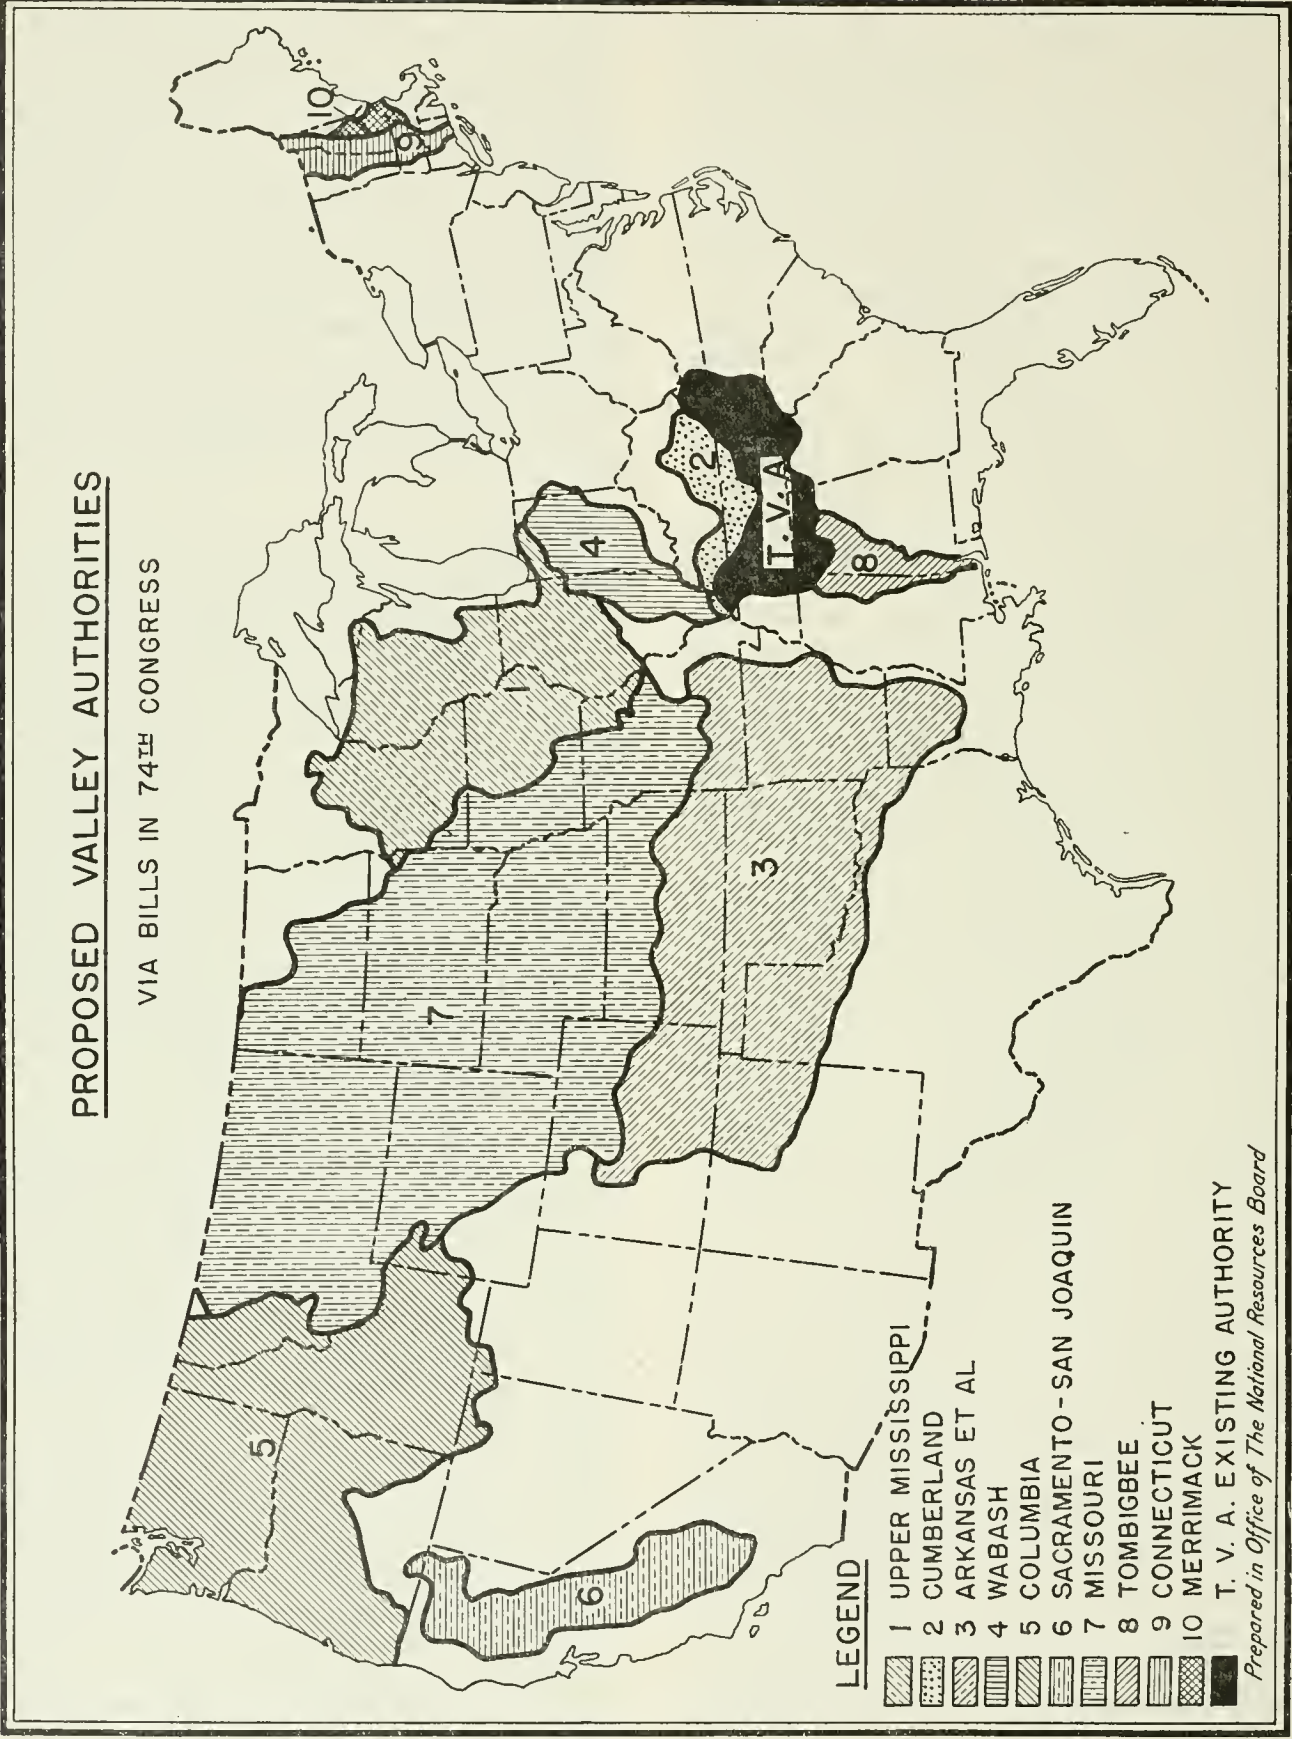 PROPOSED VALLEY AUTHORITIES
VIA BILLS IN 74TH CONGRESS
1
2
3
4
5
6
7
8
9
10
T.V.A
LEGEND
1 UPPER MISSISSIPPI
2 CUMBERLAND
3 ARKANSAS ET AL
4 WABASH
5 COLUMBIA
6 SACRAMENTO-SAN JOAQUIN
7 MISSOURI
8 TOMBIGBEE
9 CONNECTICUT
10 MERRIMACK
T. V. A. EXISTING AUTHORITY
Prepared in Office of The National Resources Board